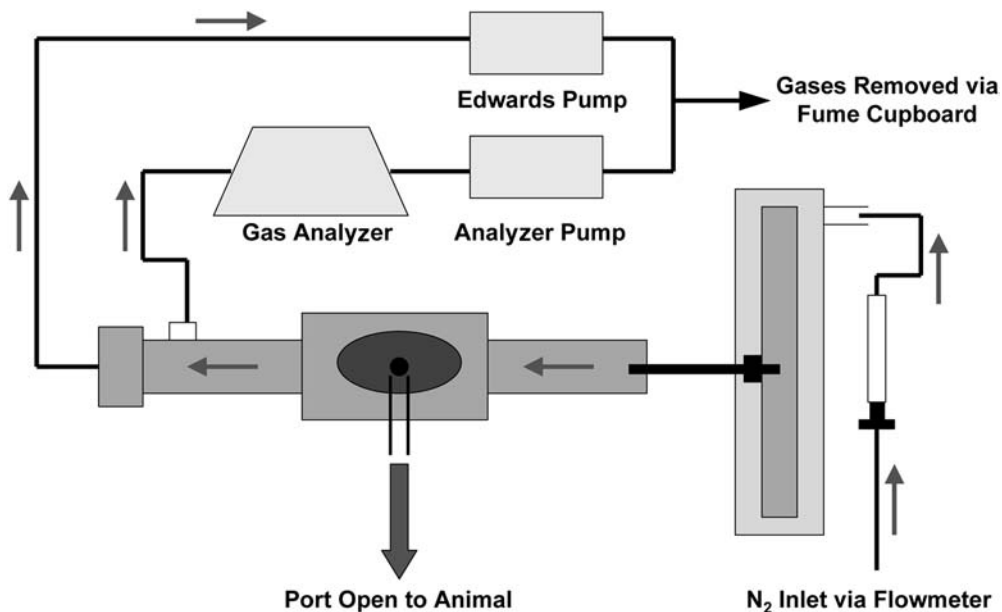 Edwards Pump
Gases Removed via
Fume Cupboard
Gas Analyzer
Analyzer Pump
Port Open to Animal
N₂ Inlet via Flowmeter